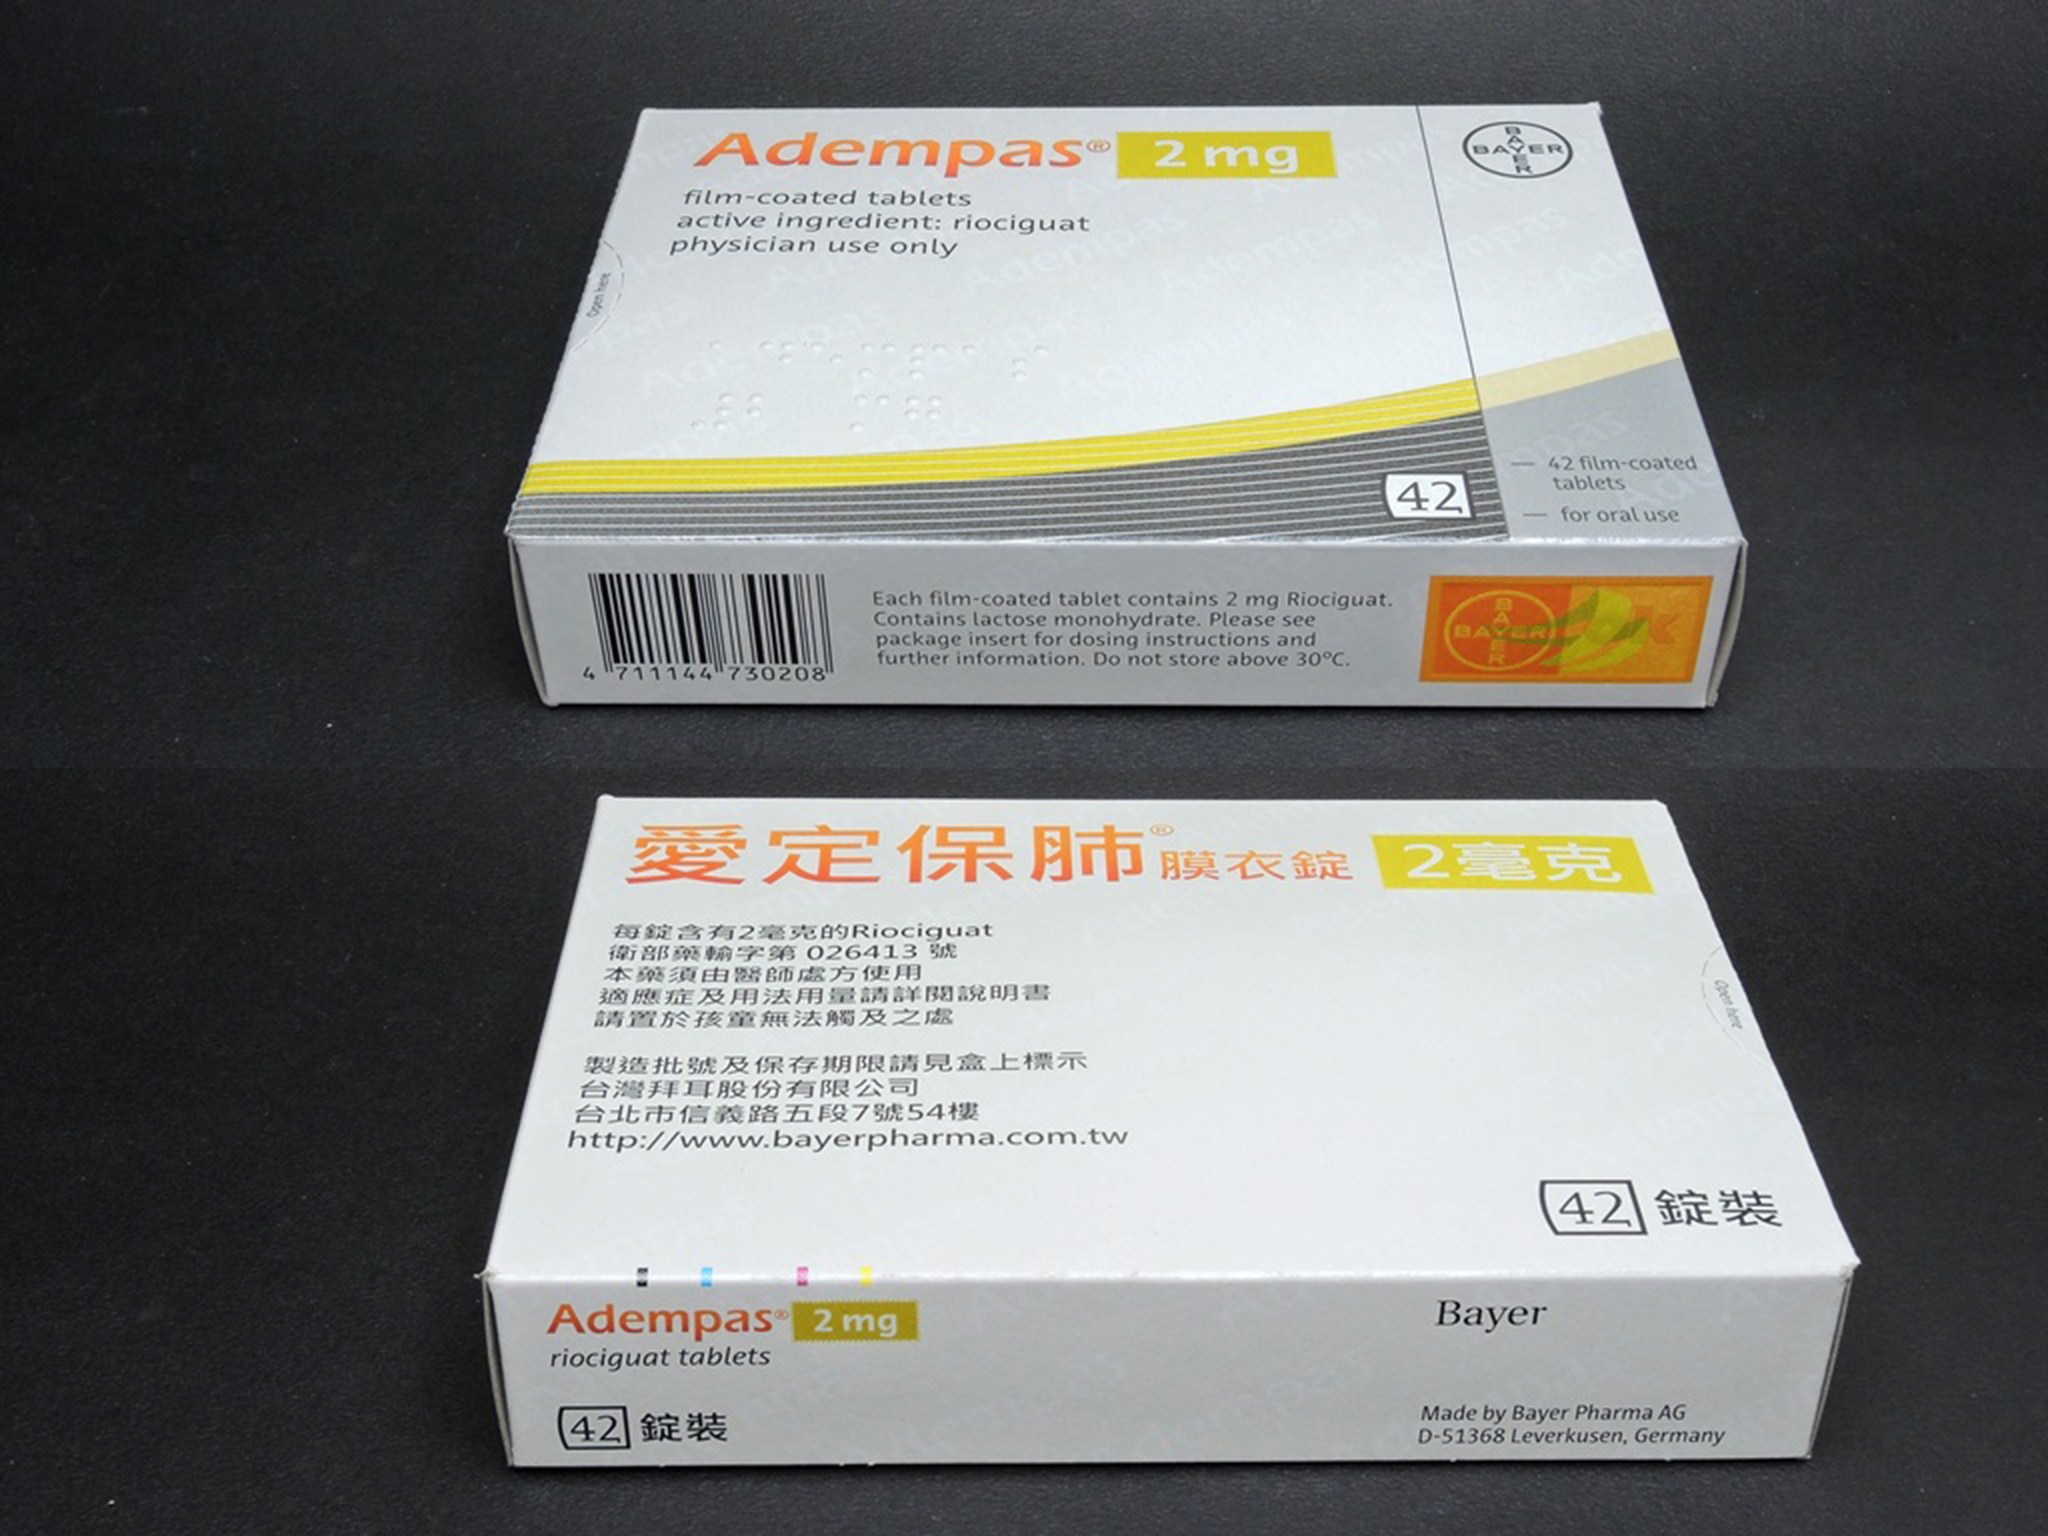 Adempas® 2 mg
BAYER
BAYER
film-coated tablets
active ingredient: riociguat
physician use only
Open here
42
42 film-coated
tablets
for oral use
4 711144 730208
Each film-coated tablet contains 2 mg Riociguat.
Contains lactose monohydrate. Please see
package insert for dosing instructions and
further information. Do not store above 30°C.
BAYER
BAYER
愛定保肺® 膜衣錠 2毫克
每錠含有2毫克的Riociguat
衛部藥輸字第 026413 號
本藥須由醫師處方使用
適應症及用法用量請詳閱說明書
請置於孩童無法觸及之處
Open here
製造批號及保存期限請見盒上標示
台灣拜耳股份有限公司
台北市信義路五段7號54樓
http://www.bayerpharma.com.tw
42 錠裝
Adempas® 2 mg
riociguat tablets
42 錠裝
Bayer
Made by Bayer Pharma AG
D-51368 Leverkusen, Germany